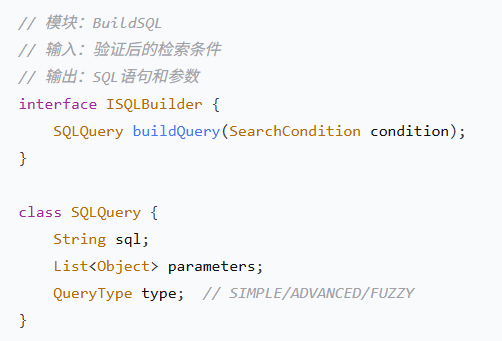 // 模块：BuildSQL
// 输入：验证后的检索条件
// 输出：SQL语句和参数
interface ISQLBuilder {
    SQLQuery buildQuery(SearchCondition condition);
}

class SQLQuery {
    String sql;
    List<Object> parameters;
    QueryType type;  // SIMPLE/ADVANCED/FUZZY
}